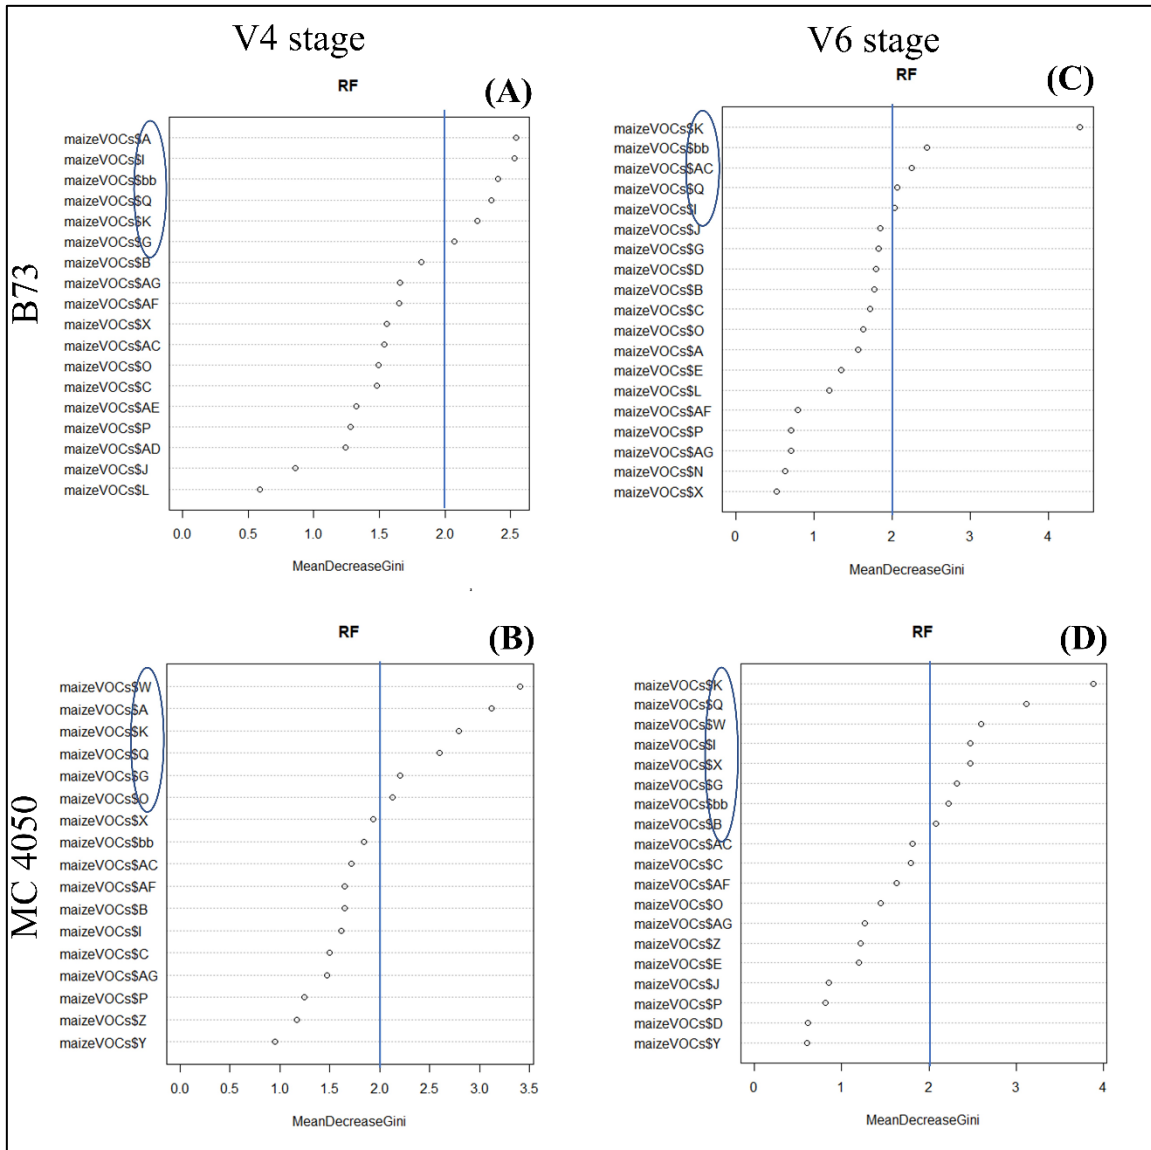 V4 stage
V6 stage
B73
RF
(A)
maizeVOCs$A
maizeVOCs$I
maizeVOCs$bb
maizeVOCs$Q
maizeVOCs$K
maizeVOCs$G
maizeVOCs$B
maizeVOCs$AG
maizeVOCs$AF
maizeVOCs$X
maizeVOCs$AC
maizeVOCs$O
maizeVOCs$C
maizeVOCs$AE
maizeVOCs$P
maizeVOCs$AD
maizeVOCs$J
maizeVOCs$L
0.0 0.5 1.0 1.5 2.0 2.5
MeanDecreaseGini
RF
(C)
maizeVOCs$K
maizeVOCs$bb
maizeVOCs$AC
maizeVOCs$Q
maizeVOCs$I
maizeVOCs$J
maizeVOCs$G
maizeVOCs$D
maizeVOCs$B
maizeVOCs$C
maizeVOCs$O
maizeVOCs$A
maizeVOCs$E
maizeVOCs$L
maizeVOCs$AF
maizeVOCs$P
maizeVOCs$AG
maizeVOCs$N
maizeVOCs$X
0 1 2 3 4
MeanDecreaseGini
MC 4050
RF
(B)
maizeVOCs$W
maizeVOCs$A
maizeVOCs$K
maizeVOCs$Q
maizeVOCs$G
maizeVOCs$O
maizeVOCs$X
maizeVOCs$bb
maizeVOCs$AC
maizeVOCs$AF
maizeVOCs$B
maizeVOCs$I
maizeVOCs$C
maizeVOCs$AG
maizeVOCs$P
maizeVOCs$Z
maizeVOCs$Y
0.0 0.5 1.0 1.5 2.0 2.5 3.0 3.5
MeanDecreaseGini
RF
(D)
maizeVOCs$K
maizeVOCs$Q
maizeVOCs$W
maizeVOCs$I
maizeVOCs$X
maizeVOCs$G
maizeVOCs$bb
maizeVOCs$B
maizeVOCs$AC
maizeVOCs$C
maizeVOCs$AF
maizeVOCs$O
maizeVOCs$AG
maizeVOCs$Z
maizeVOCs$E
maizeVOCs$J
maizeVOCs$P
maizeVOCs$D
maizeVOCs$Y
0 1 2 3 4
MeanDecreaseGini